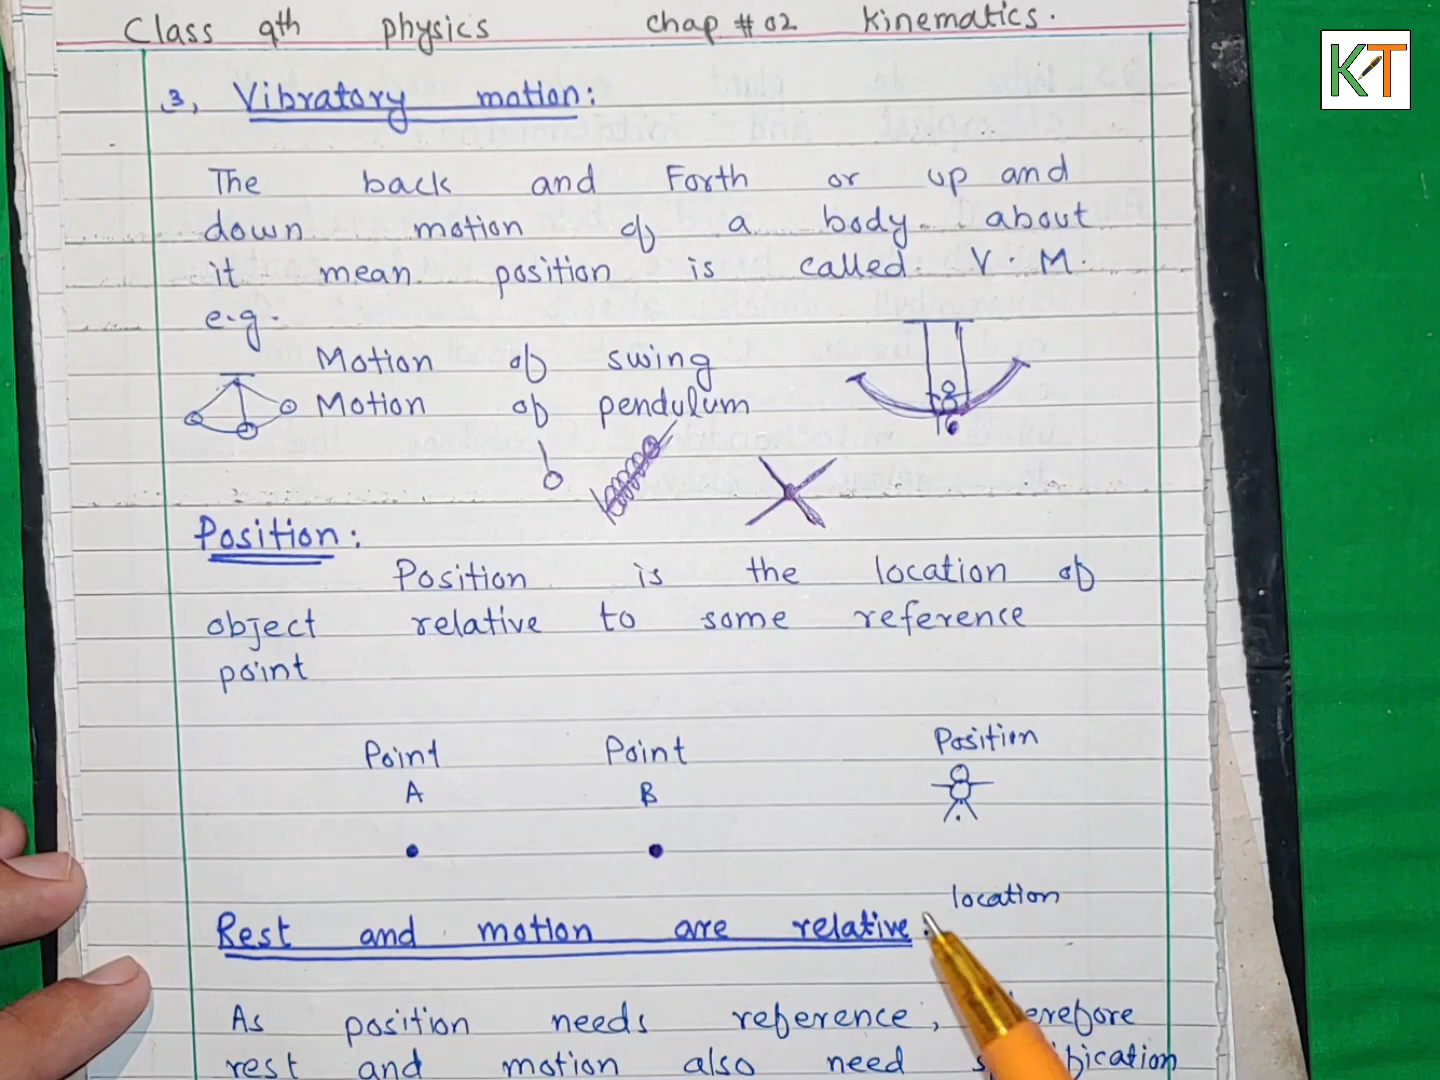 Class 9th physics chap # 02 Kinematics.
KT
3, Vibratory motion:
The back and Forth or up and
down motion of a body. about
it mean position is called. V. M.
e.g.
Motion of swing
Motion of pendulum
Position:
Position is the location of
object relative to some reference
point
Point Point Position
A B
location
Rest and motion are relative:
As position needs reference,
rest and motion also need